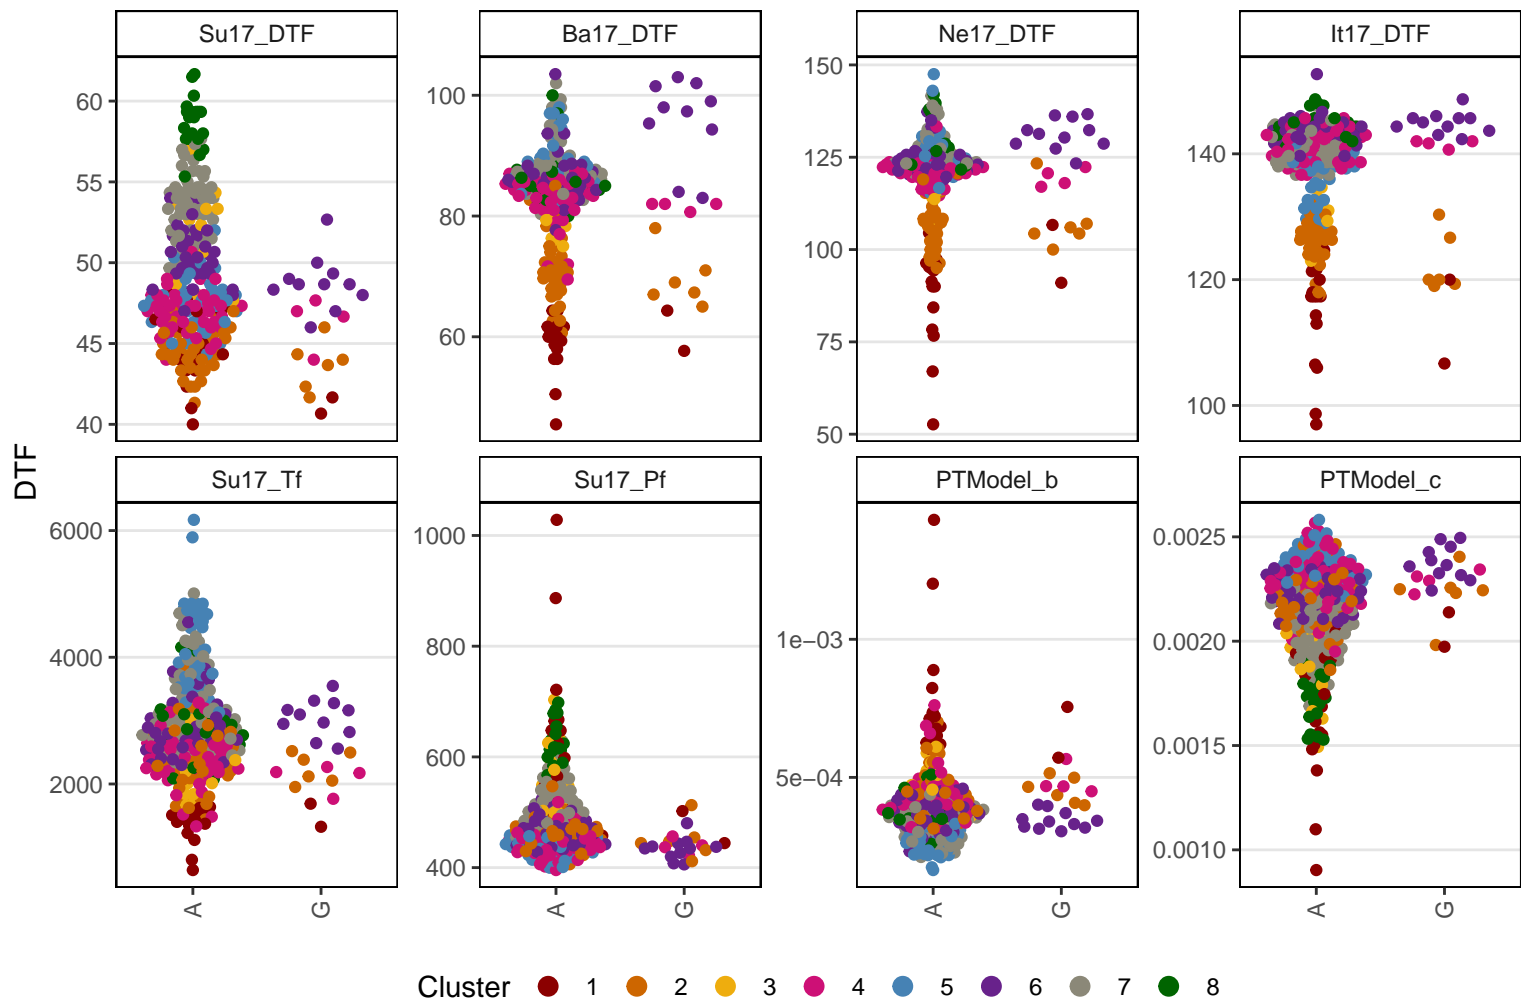 Su17_DTF
Ba17_DTF
Ne17_DTF
It17_DTF
60
55
50
45
40
100
80
60
150
125
100
75
50
140
120
100
DTF
Su17_Tf
Su17_Pf
PTModel_b
PTModel_c
6000
4000
2000
1000
800
600
400
1e−03
5e−04
0.0025
0.0020
0.0015
0.0010
A
G
A
G
A
G
A
G
Cluster 1 2 3 4 5 6 7 8